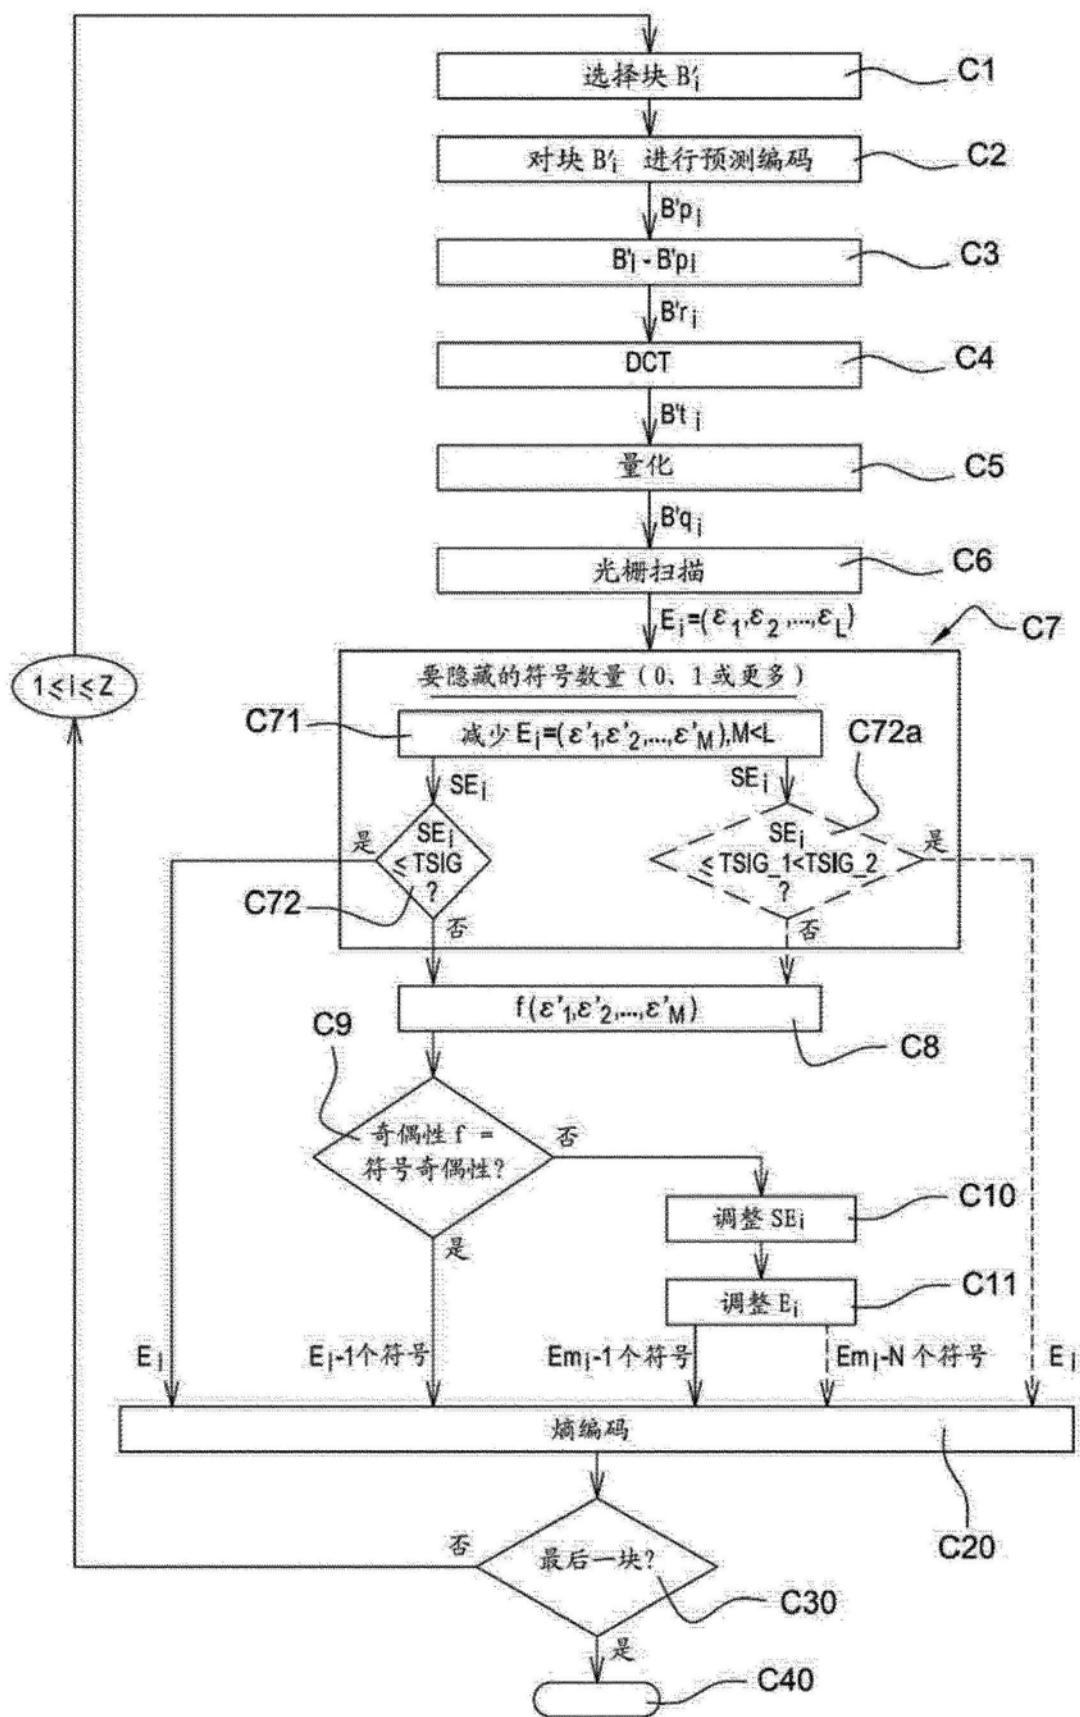 选择块 B'i
C1
对块 B'i 进行预测编码
C2
B'pi
B'i - B'pi
C3
B'ri
DCT
C4
B'ti
量化
C5
B'qi
光栅扫描
C6
Ei=(ε1,ε2,...,εL)
C7
1≤i≤Z
要隐藏的符号数量(0、1或更多)
C71
减少 Ei=(ε'1,ε'2,...,ε'M),M<L
C72a
SEi
SEi
是
SEi
≤ TSIG
?
C72
否
SEi
≤ TSIG_1<TSIG_2
?
是
否
f(ε'1,ε'2,...,ε'M)
C8
C9
奇偶性 f =
符号奇偶性?
否
是
调整 SEi
C10
调整 Ei
C11
Ei
Ei-1个符号
Emi-1个符号
Emi-N 个符号
Ei
熵编码
C20
否
最后一块?
C30
是
C40